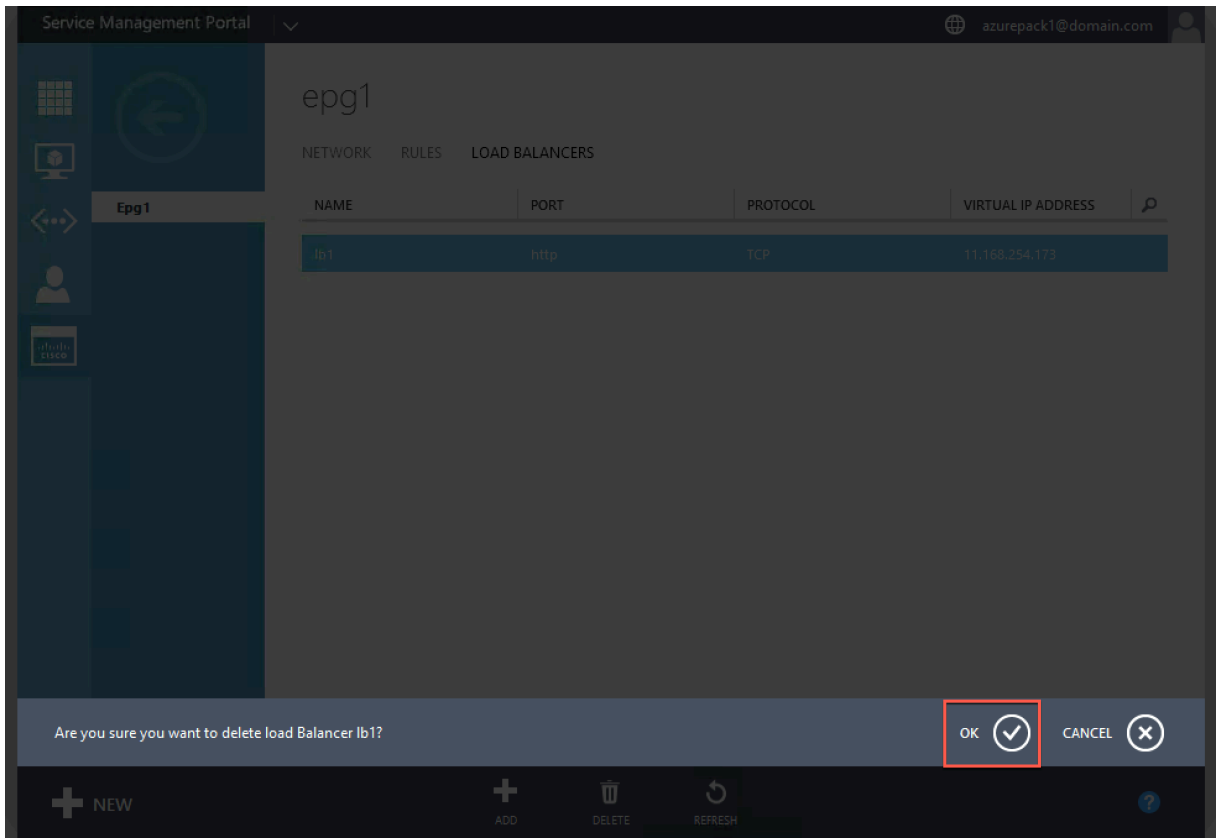 Service Management Portal
azurepack1@domain.com
epg1
NETWORK RULES LOAD BALANCERS
Epg1
NAME PORT PROTOCOL VIRTUAL IP ADDRESS
lb1 http TCP 11.168.254.173
cisco
Are you sure you want to delete load Balancer lb1?
OK CANCEL
NEW
ADD DELETE REFRESH
?